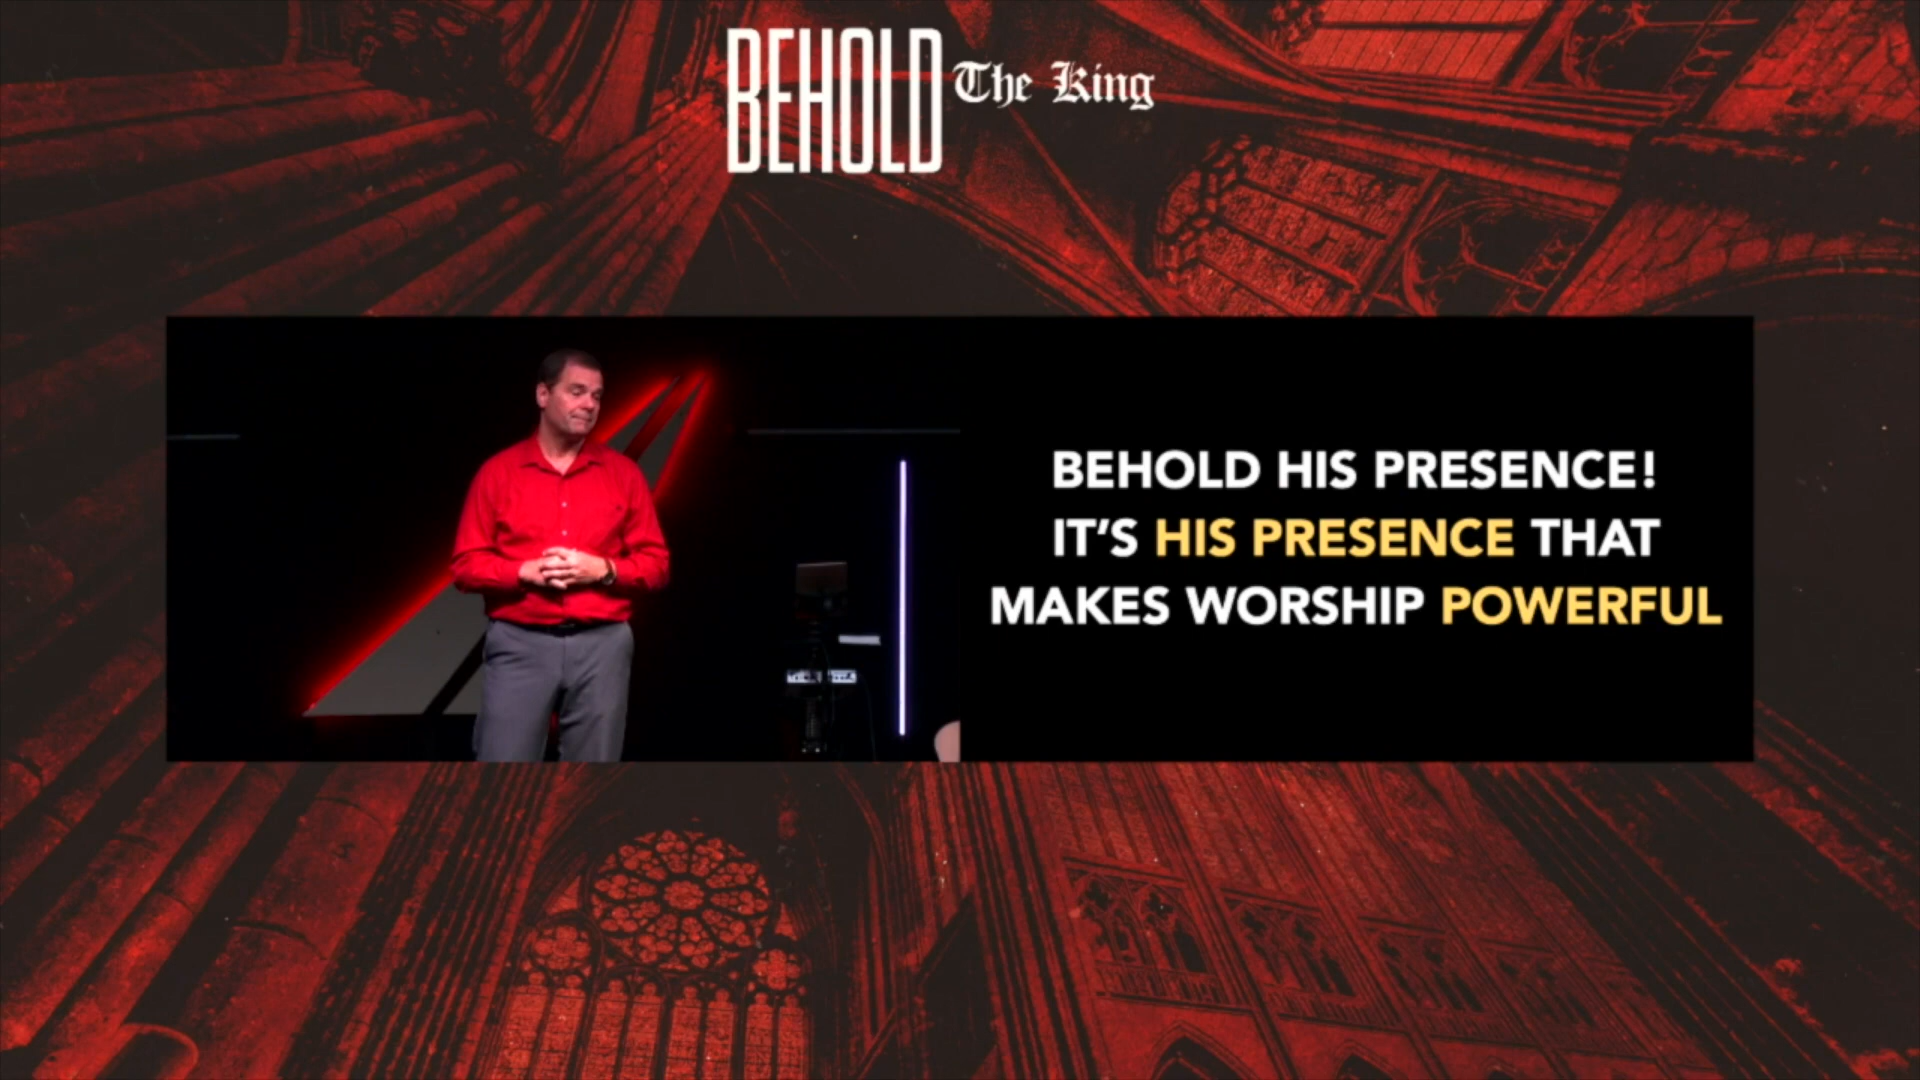 BEHOLD The King
BEHOLD HIS PRESENCE!
IT'S HIS PRESENCE THAT
MAKES WORSHIP POWERFUL